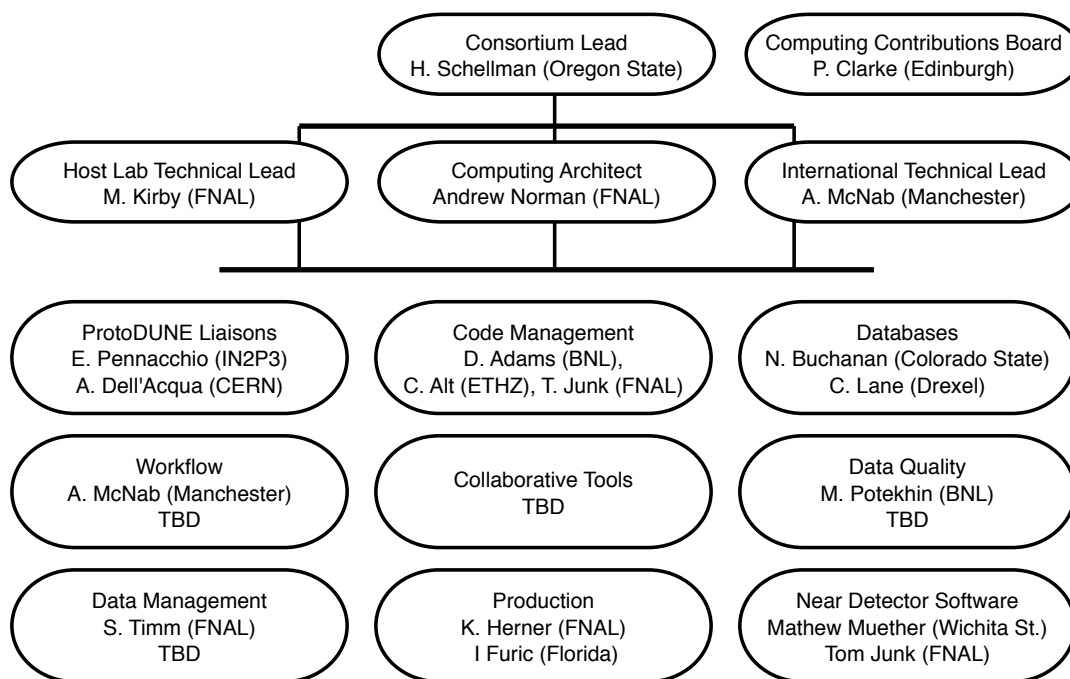 Consortium Lead
H. Schellman (Oregon State)
Computing Contributions Board
P. Clarke (Edinburgh)
Host Lab Technical Lead
M. Kirby (FNAL)
Computing Architect
Andrew Norman (FNAL)
International Technical Lead
A. McNab (Manchester)
ProtoDUNE Liaisons
E. Pennacchio (IN2P3)
A. Dell'Acqua (CERN)
Code Management
D. Adams (BNL),
C. Alt (ETHZ), T. Junk (FNAL)
Databases
N. Buchanan (Colorado State)
C. Lane (Drexel)
Workflow
A. McNab (Manchester)
TBD
Collaborative Tools
TBD
Data Quality
M. Potekhin (BNL)
TBD
Data Management
S. Timm (FNAL)
TBD
Production
K. Herner (FNAL)
I Furic (Florida)
Near Detector Software
Mathew Muether (Wichita St.)
Tom Junk (FNAL)